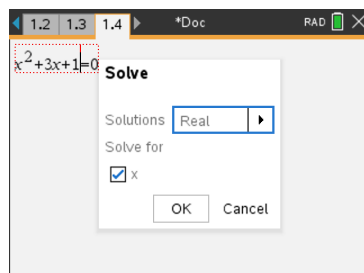 1.2 1.3 1.4 *Doc RAD
x²+3x+1=0
Solve
Solutions Real
Solve for
x
OK Cancel